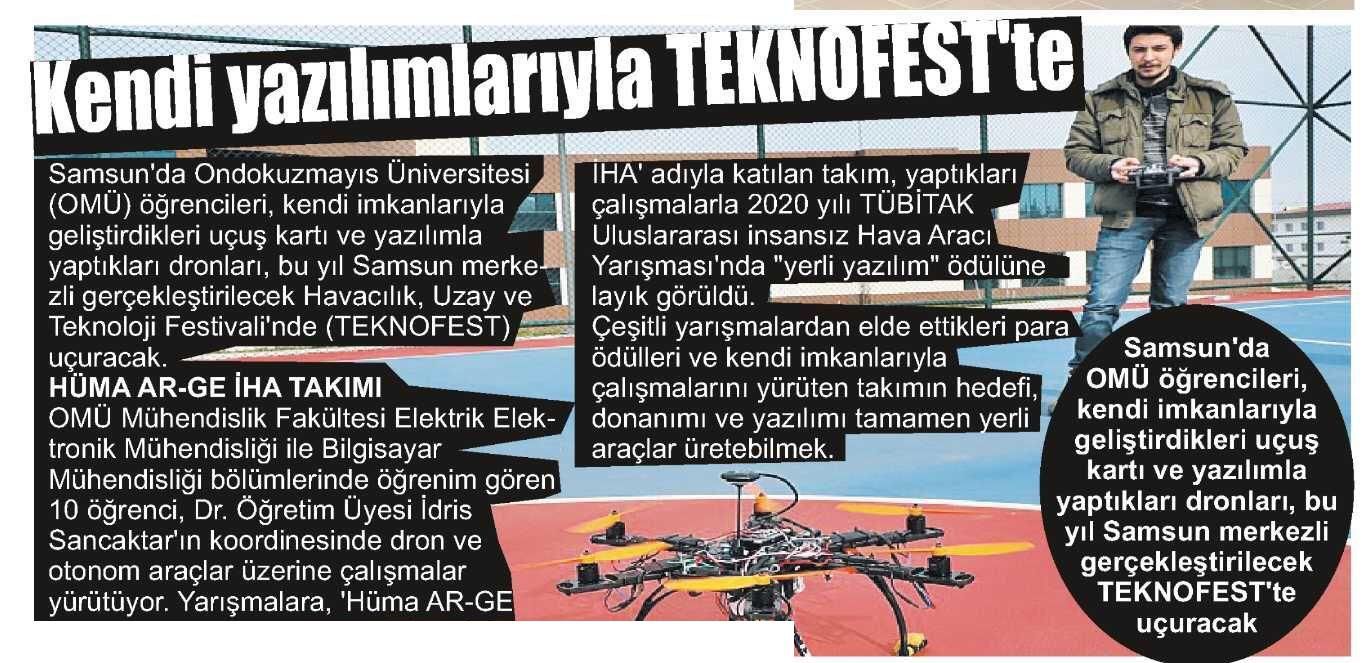 Kendi yazılımlarıyla TEKNOFEST'te
Samsun'da Ondokuzmayıs Üniversitesi
(OMÜ) öğrencileri, kendi imkanlarıyla
geliştirdikleri uçuş kartı ve yazılımla
yaptıkları dronları, bu yıl Samsun merke-
zli gerçekleştirilecek Havacılık, Uzay ve
Teknoloji Festivali'nde (TEKNOFEST)
uçuracak.
HÜMA AR-GE İHA TAKIMI
OMÜ Mühendislik Fakültesi Elektrik Elek-
tronik Mühendisliği ile Bilgisayar
Mühendisliği bölümlerinde öğrenim gören
10 öğrenci, Dr. Öğretim Üyesi İdris
Sancaktar'ın koordinesinde dron ve
otonom araçlar üzerine çalışmalar
yürütüyor. Yarışmalara, 'Hüma AR-GE
İHA' adıyla katılan takım, yaptıkları
çalışmalarla 2020 yılı TÜBİTAK
Uluslararası insansız Hava Aracı
Yarışması'nda "yerli yazılım" ödülüne
layık görüldü.
Çeşitli yarışmalardan elde ettikleri para
ödülleri ve kendi imkanlarıyla
çalışmalarını yürüten takımın hedefi,
donanımı ve yazılımı tamamen yerli
araçlar üretebilmek.
Samsun'da
OMÜ öğrencileri,
kendi imkanlarıyla
geliştirdikleri uçuş
kartı ve yazılımla
yaptıkları dronları, bu
yıl Samsun merkezli
gerçekleştirilecek
TEKNOFEST'te
uçuracak